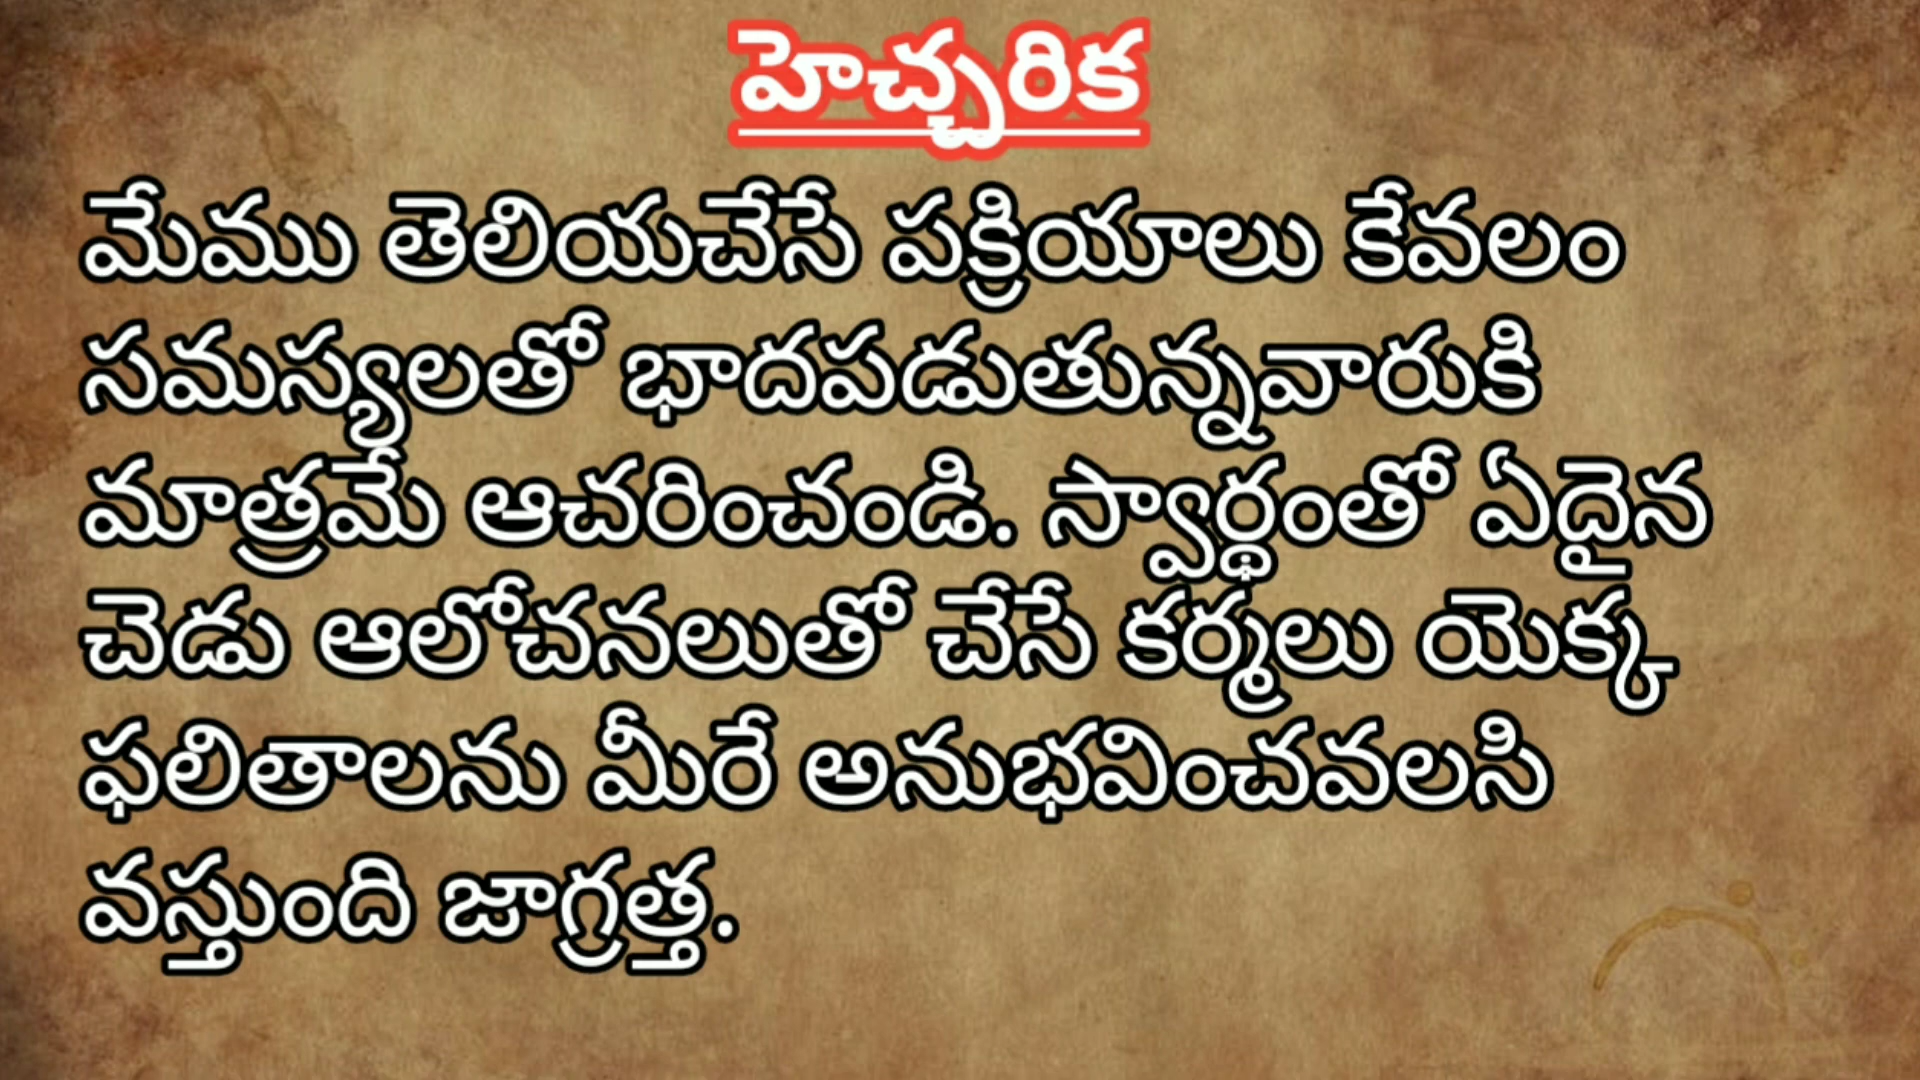 హెచ్చరిక
మేము తెలియచేసే పక్రియాలు కేవలం
సమస్యలతో భాదపడుతున్నవారుకి
మాత్రమే ఆచరించండి. స్వార్థంతో ఏదైన
చెడు ఆలోచనలుతో చేసే కర్మలు యెక్క
ఫలితాలను మీరే అనుభవించవలసి
వస్తుంది జాగ్రత్త.